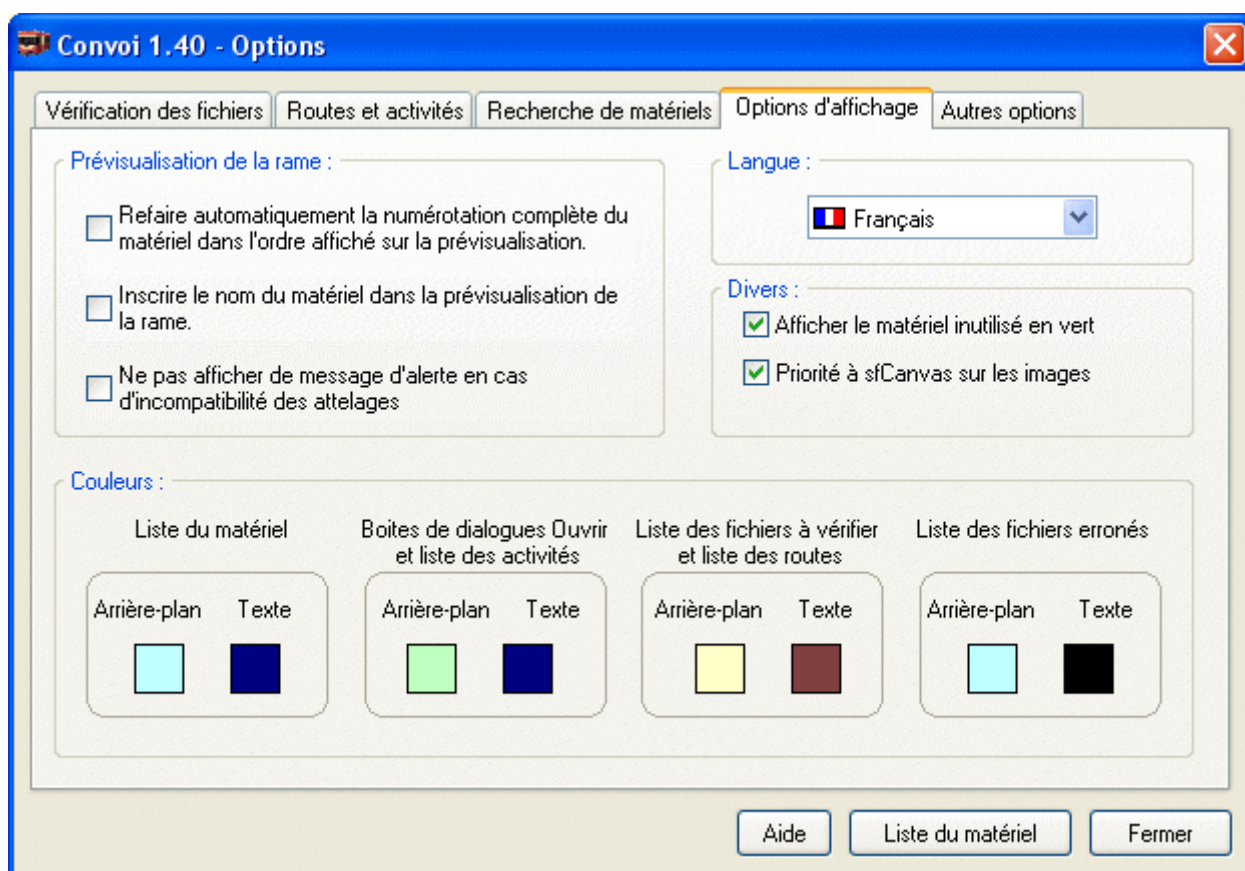 Convoi 1.40 - Options
Vérification des fichiers
Routes et activités
Recherche de matériels
Options d'affichage
Autres options
Prévisualisation de la rame :
Refaire automatiquement la numérotation complète du
matériel dans l'ordre affiché sur la prévisualisation.
Inscrire le nom du matériel dans la prévisualisation de
la rame.
Ne pas afficher de message d'alerte en cas
d'incompatibilité des attelages
Langue :
Français
Divers :
Afficher le matériel inutilisé en vert
Priorité à sfCanvas sur les images
Couleurs :
Liste du matériel
Arrière-plan Texte
Boites de dialogues Ouvrir
et liste des activités
Arrière-plan Texte
Liste des fichiers à vérifier
et liste des routes
Arrière-plan Texte
Liste des fichiers erronés
Arrière-plan Texte
Aide
Liste du matériel
Fermer